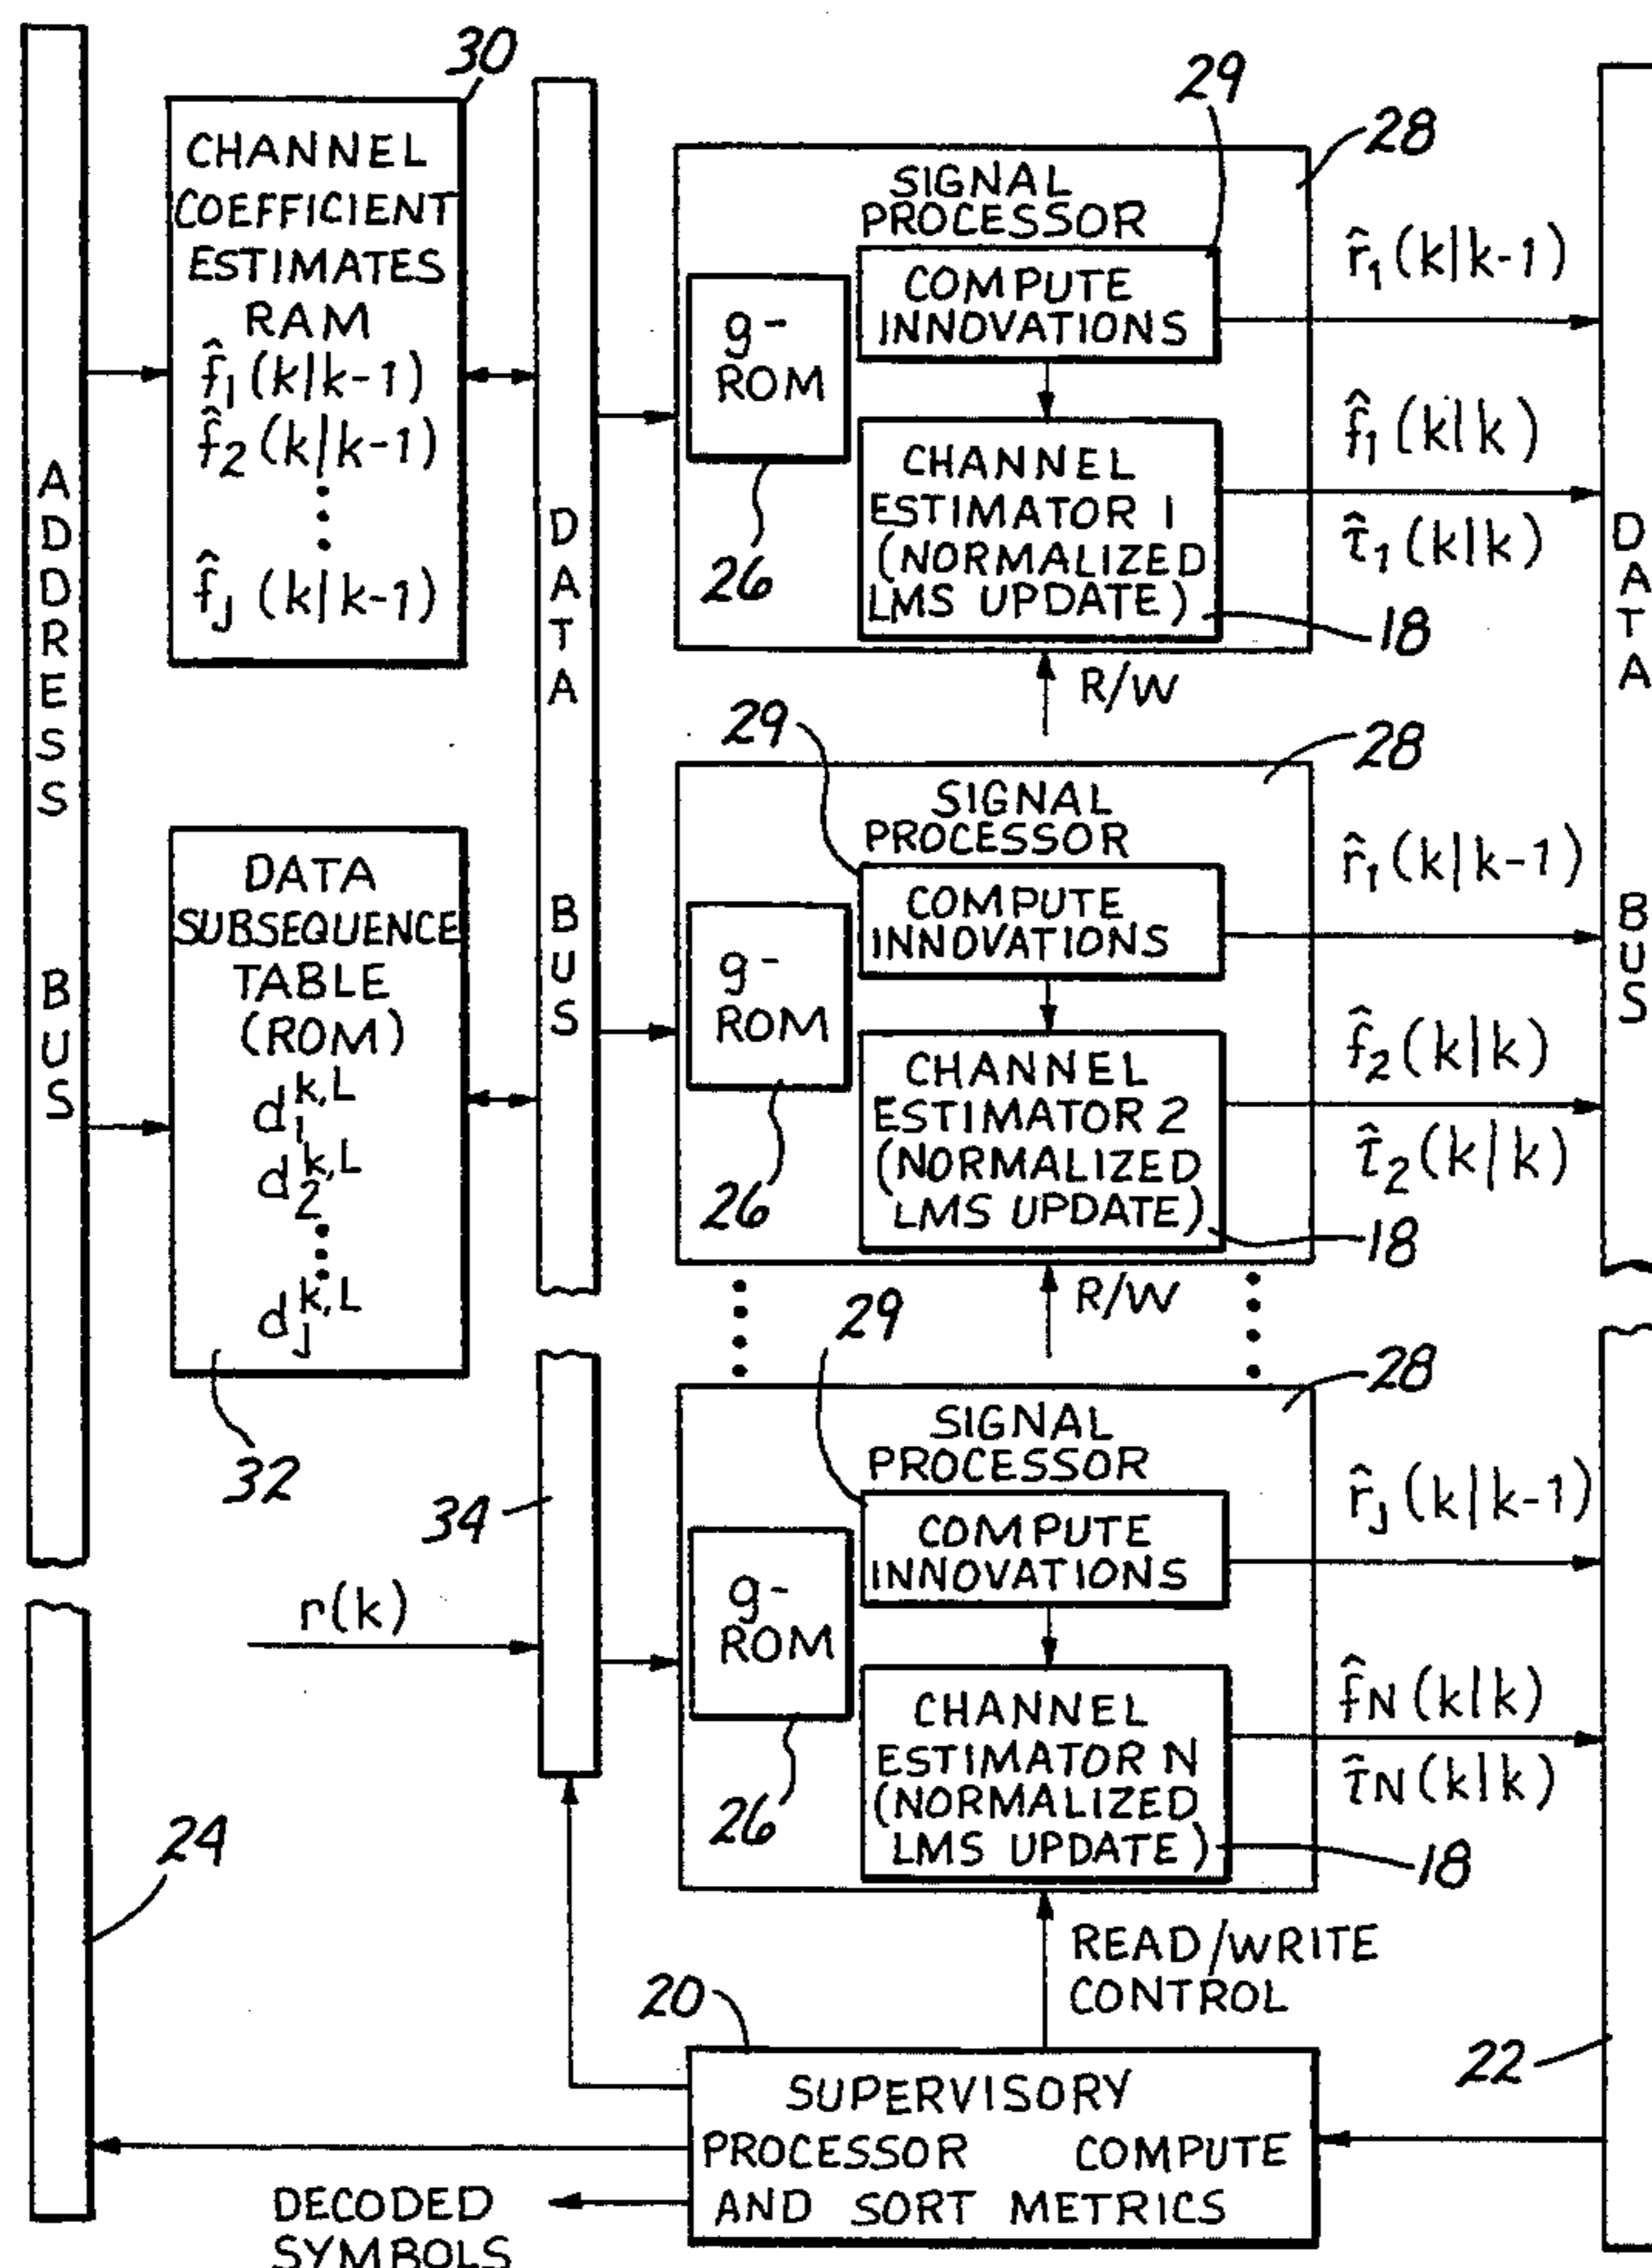 ADDRESS BUS
30
CHANNEL
COEFFICIENT
ESTIMATES
RAM
f̂₁(k|k-1)
f̂₂(k|k-1)
⋮
f̂J(k|k-1)
DATA
SUBSEQUENCE
TABLE
(ROM)
d₁^k,L
d₂^k,L
⋮
dJ^k,L
32
24
DATA BUS
34
r(k)
28
29
SIGNAL
PROCESSOR
g-
ROM
26
COMPUTE
INNOVATIONS
CHANNEL
ESTIMATOR 1
(NORMALIZED
LMS UPDATE)
18
r̂₁(k|k-1)
f̂₁(k|k)
τ̂₁(k|k)
R/W
29
28
SIGNAL
PROCESSOR
g-
ROM
26
COMPUTE
INNOVATIONS
CHANNEL
ESTIMATOR 2
(NORMALIZED
LMS UPDATE)
18
r̂₁(k|k-1)
f̂₂(k|k)
τ̂₂(k|k)
R/W
29
28
SIGNAL
PROCESSOR
g-
ROM
26
COMPUTE
INNOVATIONS
CHANNEL
ESTIMATOR N
(NORMALIZED
LMS UPDATE)
18
r̂J(k|k-1)
f̂N(k|k)
τ̂N(k|k)
READ/WRITE
CONTROL
DATA BUS
22
20
SUPERVISORY
PROCESSOR COMPUTE
AND SORT METRICS
DECODED
SYMBOLS